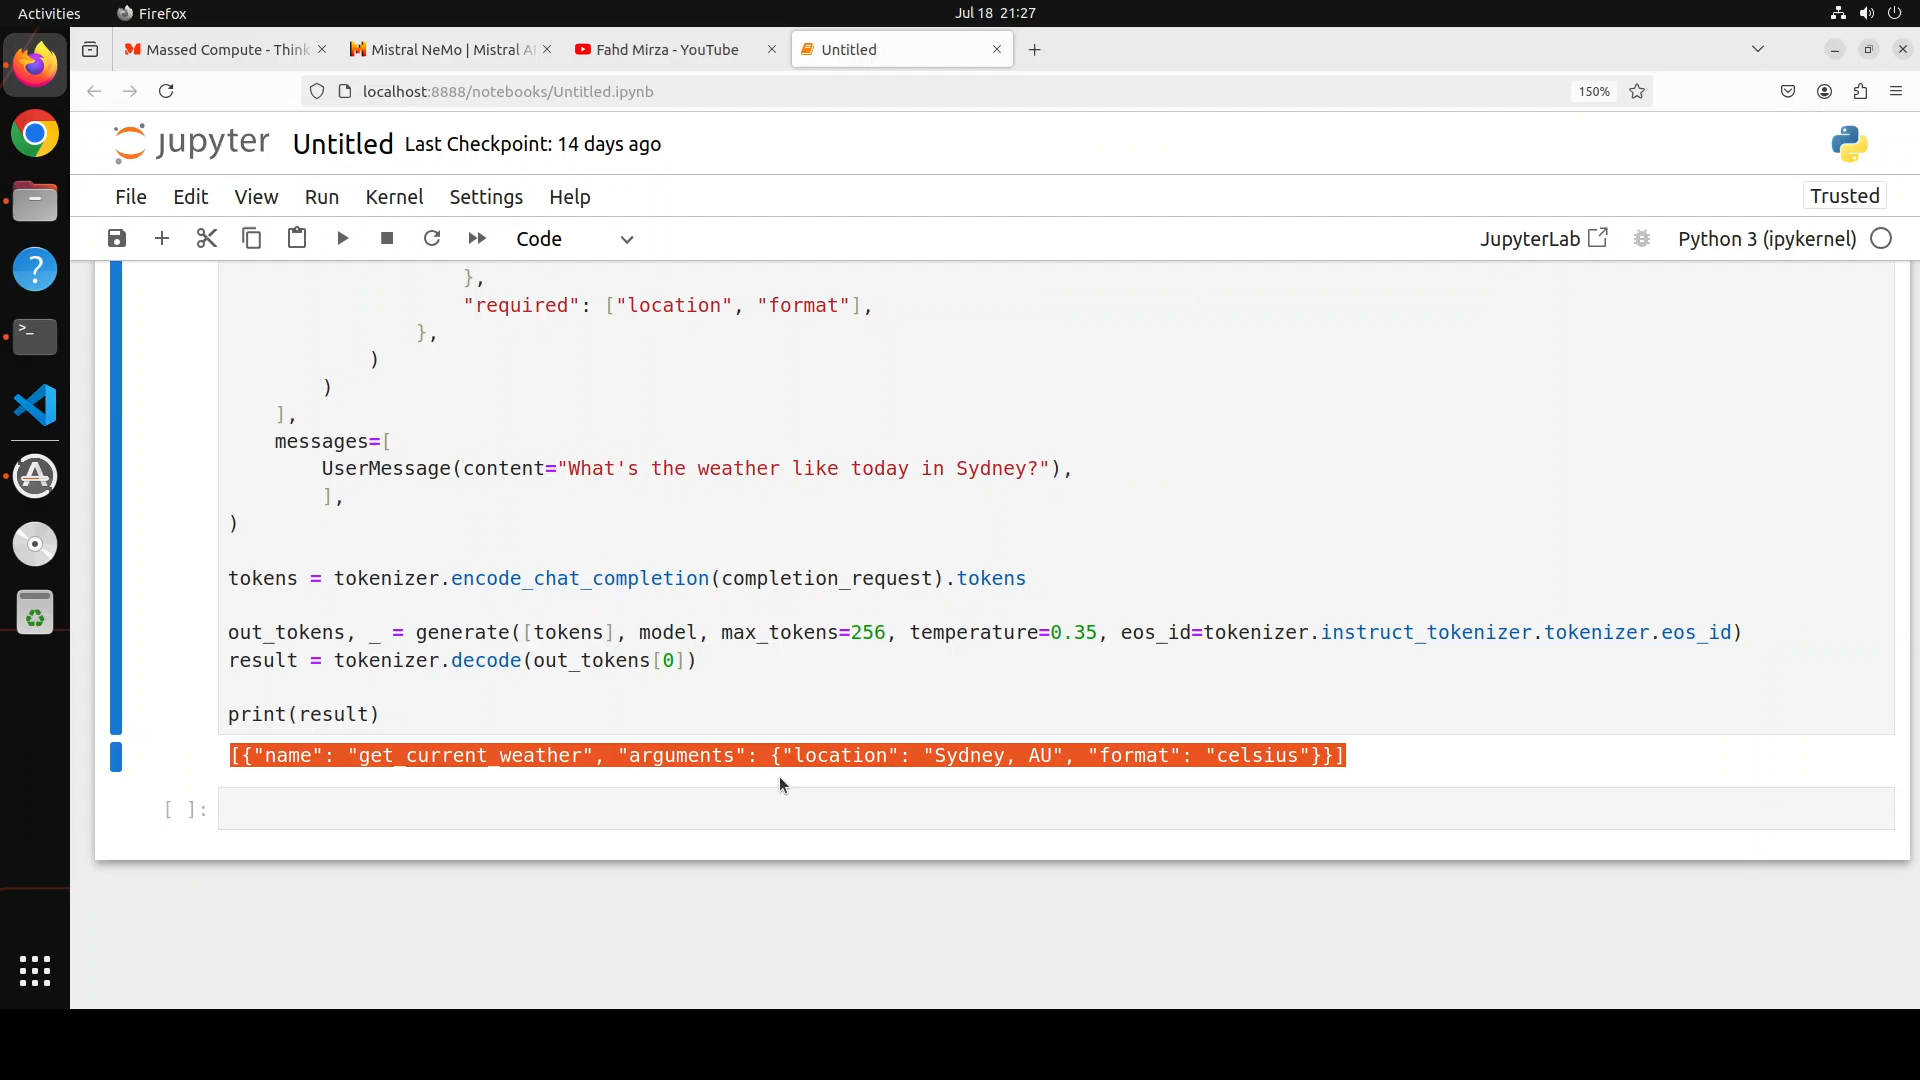 Activities
Firefox
Jul 18 21:27
Massed Compute - Think
Mistral NeMo | Mistral A
Fahd Mirza - YouTube
Untitled
localhost:8888/notebooks/Untitled.ipynb
150%
jupyter
Untitled Last Checkpoint: 14 days ago
File Edit View Run Kernel Settings Help
Trusted
Code
JupyterLab
Python 3 (ipykernel)
},
"required": ["location", "format"],
},
)
)
],
messages=[
UserMessage(content="What's the weather like today in Sydney?"),
],
)
tokens = tokenizer.encode_chat_completion(completion_request).tokens
out_tokens, _ = generate([tokens], model, max_tokens=256, temperature=0.35, eos_id=tokenizer.instruct_tokenizer.tokenizer.eos_id)
result = tokenizer.decode(out_tokens[0])
print(result)
[{"name": "get_current_weather", "arguments": {"location": "Sydney, AU", "format": "celsius"}}]
[ ]: